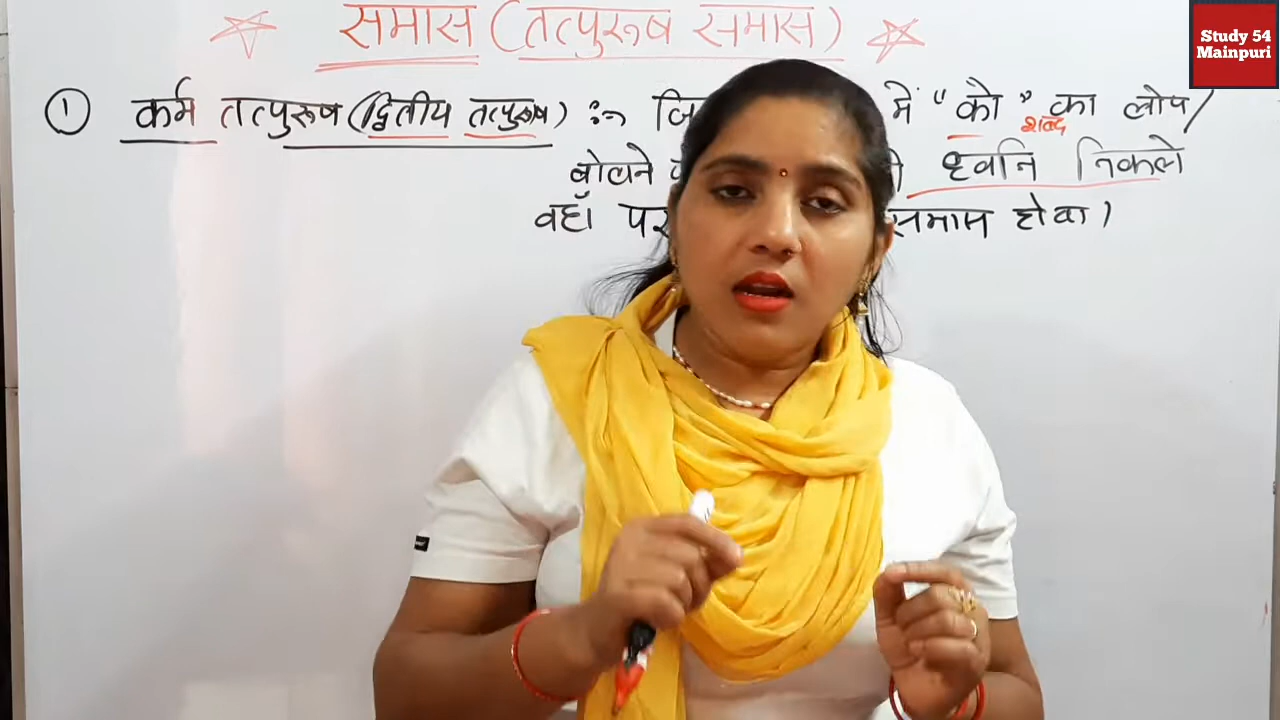 समास (तत्पुरूष समास)
Study 54
Mainpuri
① कर्म तत्पुरूष (द्वितीय तत्पुरूष) :- में "को" शब्द का लोप /
बोलने ध्वनि निकले
वहाँ पर समास होगा।